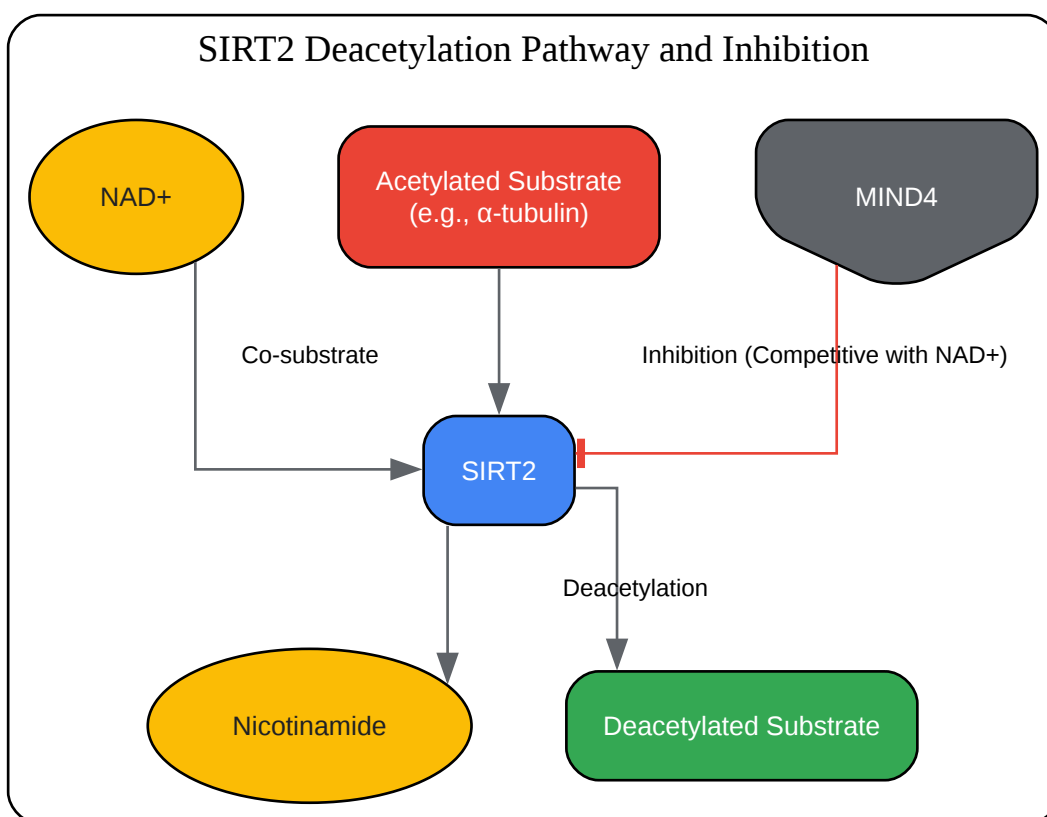 SIRT2 Deacetylation Pathway and Inhibition
NAD+
Acetylated Substrate
(e.g., α-tubulin)
MIND4
Co-substrate
Inhibition (Competitive with NAD+)
SIRT2
Deacetylation
Nicotinamide
Deacetylated Substrate